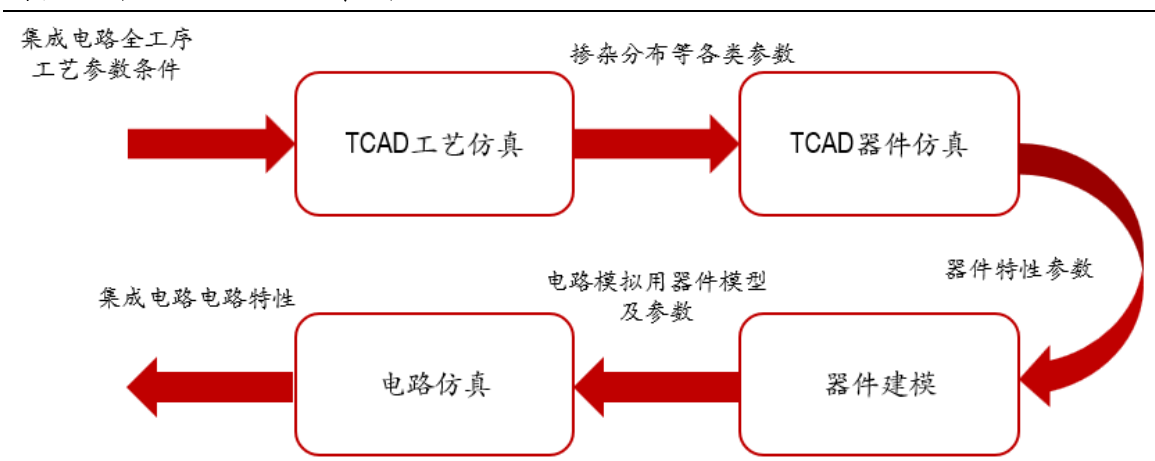 集成电路全工序
工艺参数条件
掺杂分布等各类参数
TCAD工艺仿真
TCAD器件仿真
器件特性参数
电路模拟用器件模型
及参数
集成电路电路特性
电路仿真
器件建模